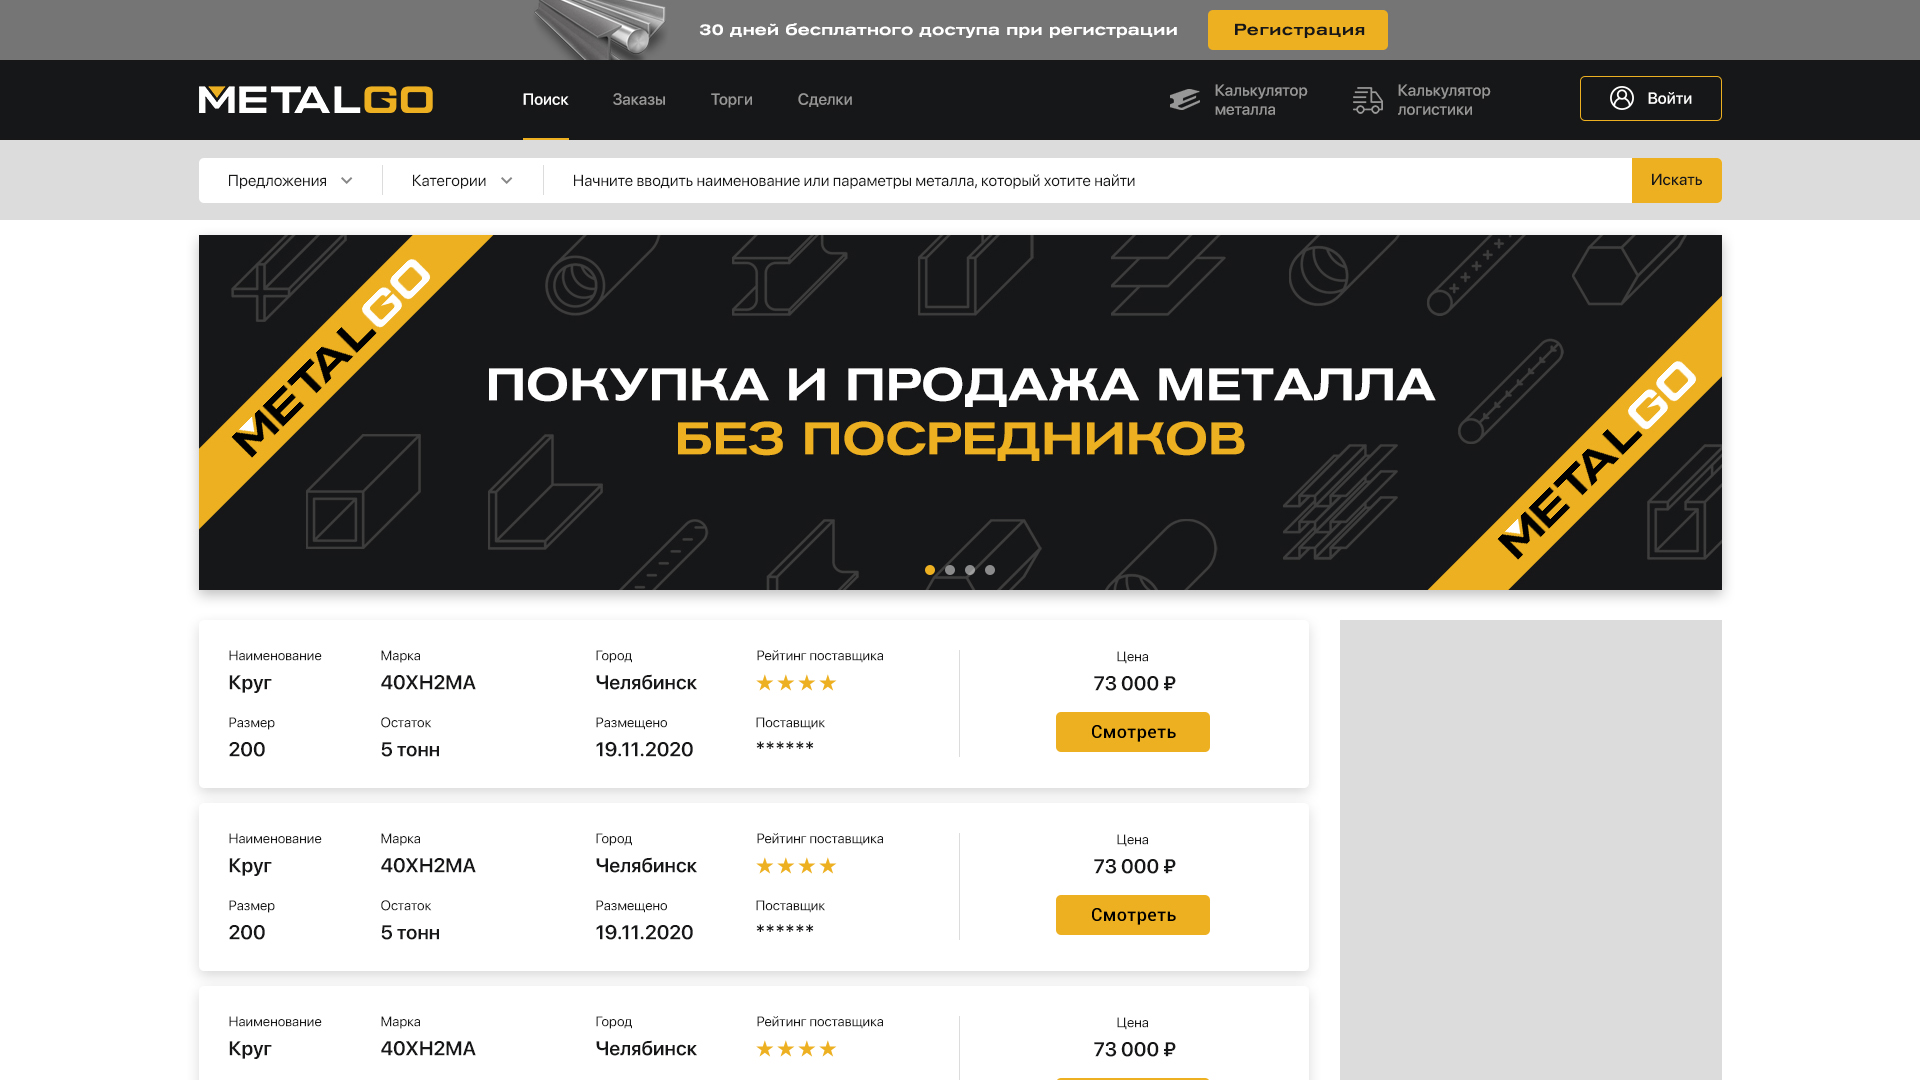 30 дней бесплатного доступа при регистрации
Регистрация
METALGO
Поиск
Заказы
Торги
Сделки
Калькулятор
металла
Калькулятор
логистики
Войти
Предложения
Категории
Начните вводить наименование или параметры металла, который хотите найти
Искать
METALGO
ПОКУПКА И ПРОДАЖА МЕТАЛЛА
БЕЗ ПОСРЕДНИКОВ
METALGO
Наименование Марка Город Рейтинг поставщика Цена
Круг 40ХН2МА Челябинск ★★★★ 73 000 ₽
Размер Остаток Размещено Поставщик
200 5 тонн 19.11.2020 ******
Смотреть
Наименование Марка Город Рейтинг поставщика Цена
Круг 40ХН2МА Челябинск ★★★★ 73 000 ₽
Размер Остаток Размещено Поставщик
200 5 тонн 19.11.2020 ******
Смотреть
Наименование Марка Город Рейтинг поставщика Цена
Круг 40ХН2МА Челябинск ★★★★ 73 000 ₽